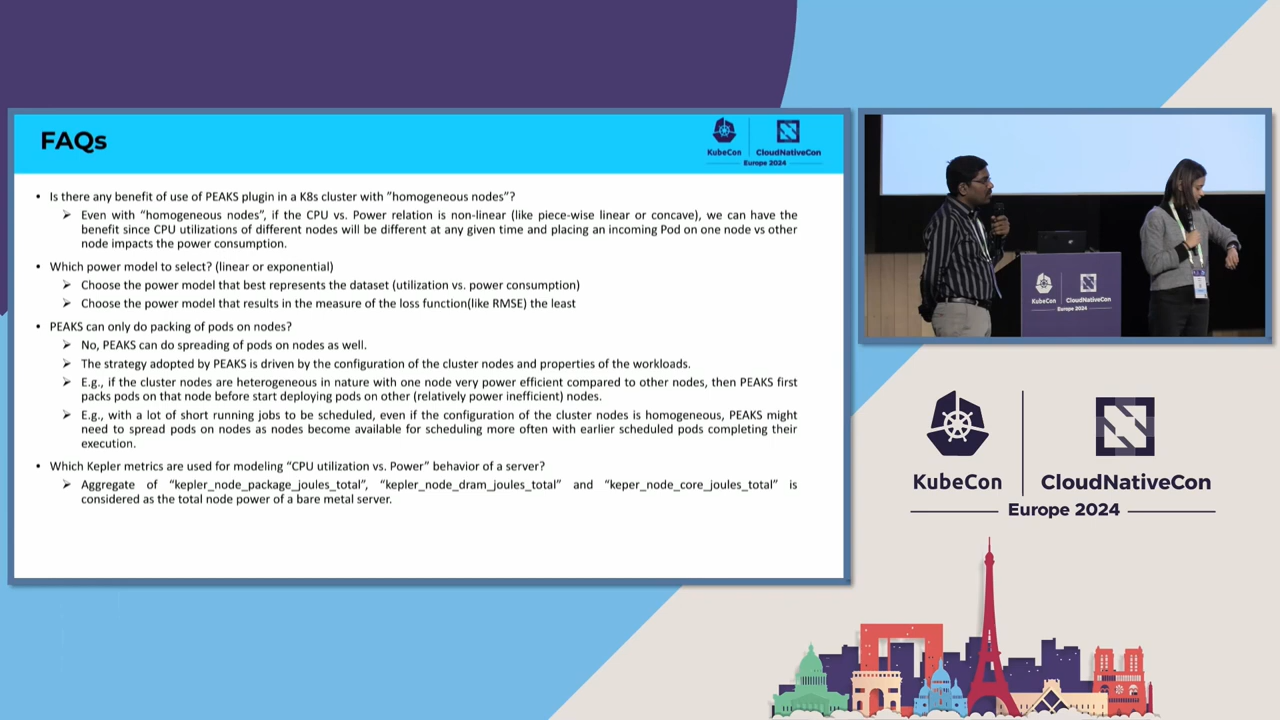 FAQs
KubeCon
CloudNativeCon
Europe 2024
• Is there any benefit of use of PEAKS plugin in a K8s cluster with "homogeneous nodes"?
➢ Even with "homogeneous nodes", if the CPU vs. Power relation is non-linear (like piece-wise linear or concave), we can have the
benefit since CPU utilizations of different nodes will be different at any given time and placing an incoming Pod on one node vs other
node impacts the power consumption.
• Which power model to select? (linear or exponential)
➢ Choose the power model that best represents the dataset (utilization vs. power consumption)
➢ Choose the power model that results in the measure of the loss function(like RMSE) the least
• PEAKS can only do packing of pods on nodes?
➢ No, PEAKS can do spreading of pods on nodes as well.
➢ The strategy adopted by PEAKS is driven by the configuration of the cluster nodes and properties of the workloads.
➢ E.g., if the cluster nodes are heterogeneous in nature with one node very power efficient compared to other nodes, then PEAKS first
packs pods on that node before start deploying pods on other (relatively power inefficient) nodes.
➢ E.g., with a lot of short running jobs to be scheduled, even if the configuration of the cluster nodes is homogeneous, PEAKS might
need to spread pods on nodes as nodes become available for scheduling more often with earlier scheduled pods completing their
execution.
• Which Kepler metrics are used for modeling "CPU utilization vs. Power" behavior of a server?
➢ Aggregate of "kepler_node_package_joules_total", "kepler_node_dram_joules_total" and "keper_node_core_joules_total" is
considered as the total node power of a bare metal server.
KubeCon
CloudNativeCon
Europe 2024
KubeCon
CloudNativeCon
Europe 2024